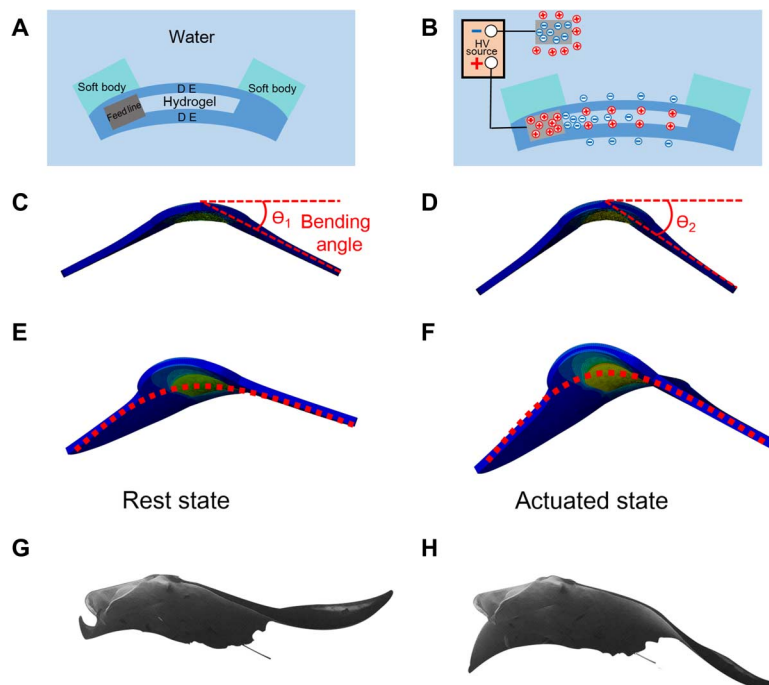 A
Water
Soft body
D E
Soft body
Feed line
Hydrogel
D E
B
−
HV
source
+
C
θ1
Bending
angle
D
θ2
E
F
Rest state
Actuated state
G
H